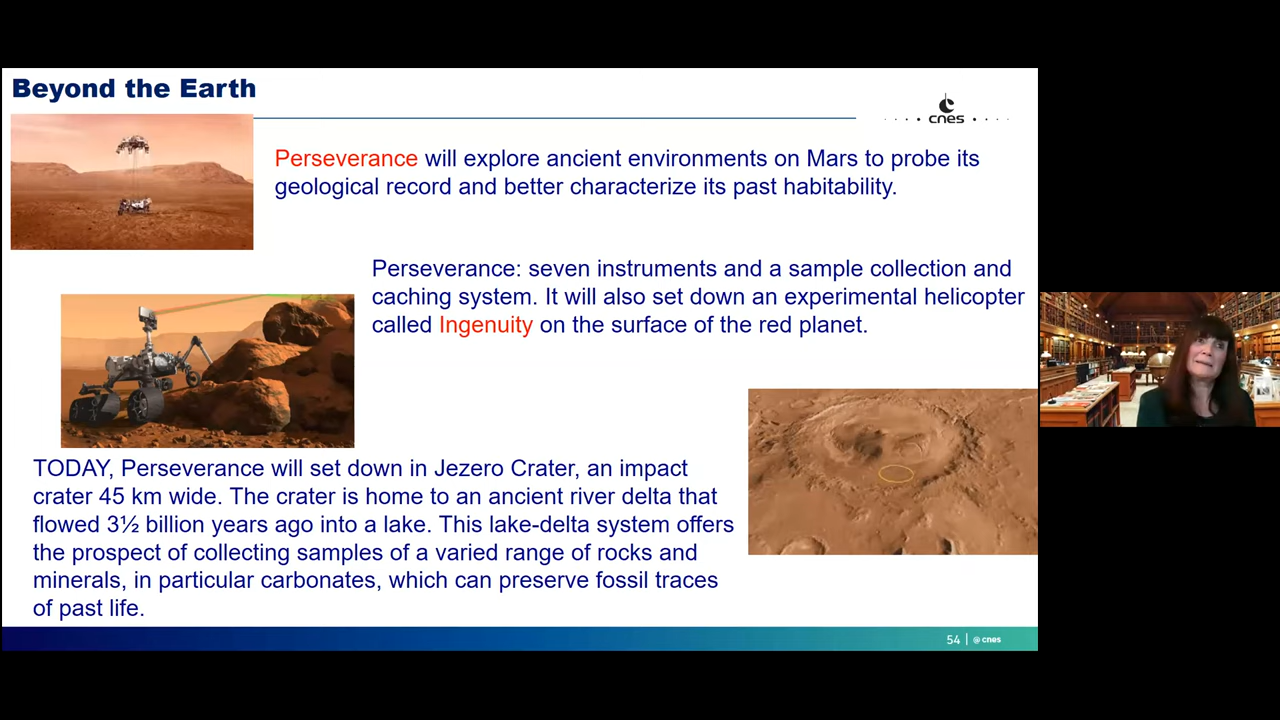 Beyond the Earth
cnes
Perseverance will explore ancient environments on Mars to probe its
geological record and better characterize its past habitability.
Perseverance: seven instruments and a sample collection and
caching system. It will also set down an experimental helicopter
called Ingenuity on the surface of the red planet.
TODAY, Perseverance will set down in Jezero Crater, an impact
crater 45 km wide. The crater is home to an ancient river delta that
flowed 3½ billion years ago into a lake. This lake-delta system offers
the prospect of collecting samples of a varied range of rocks and
minerals, in particular carbonates, which can preserve fossil traces
of past life.
54 | @ cnes